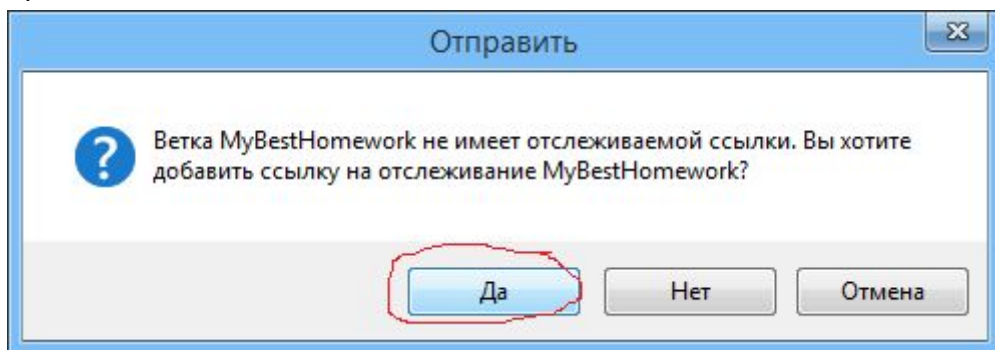 Отправить
Ветка MyBestHomework не имеет отслеживаемой ссылки. Вы хотите
добавить ссылку на отслеживание MyBestHomework?
Да
Нет
Отмена